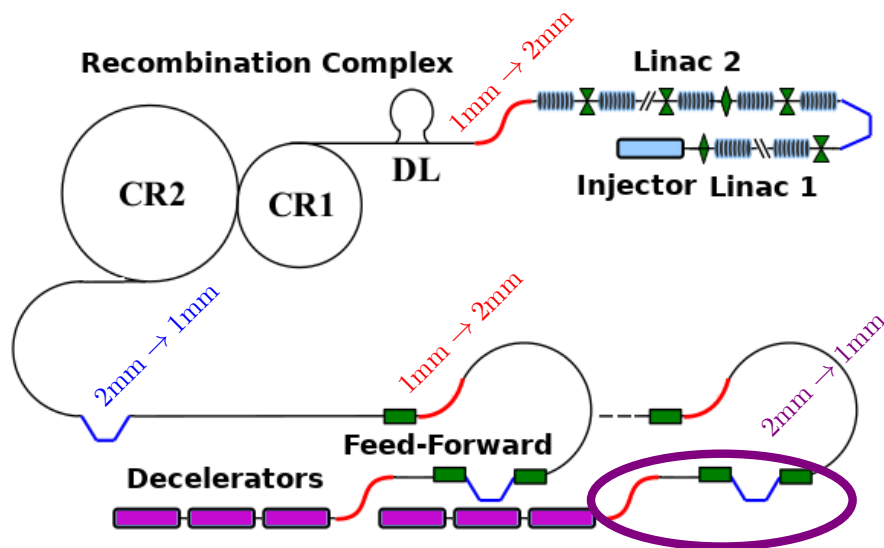 Recombination Complex
1mm → 2mm
Linac 2
DL
Injector
Linac 1
CR2
CR1
2mm → 1mm
1mm → 2mm
2mm → 1mm
Feed-Forward
Decelerators